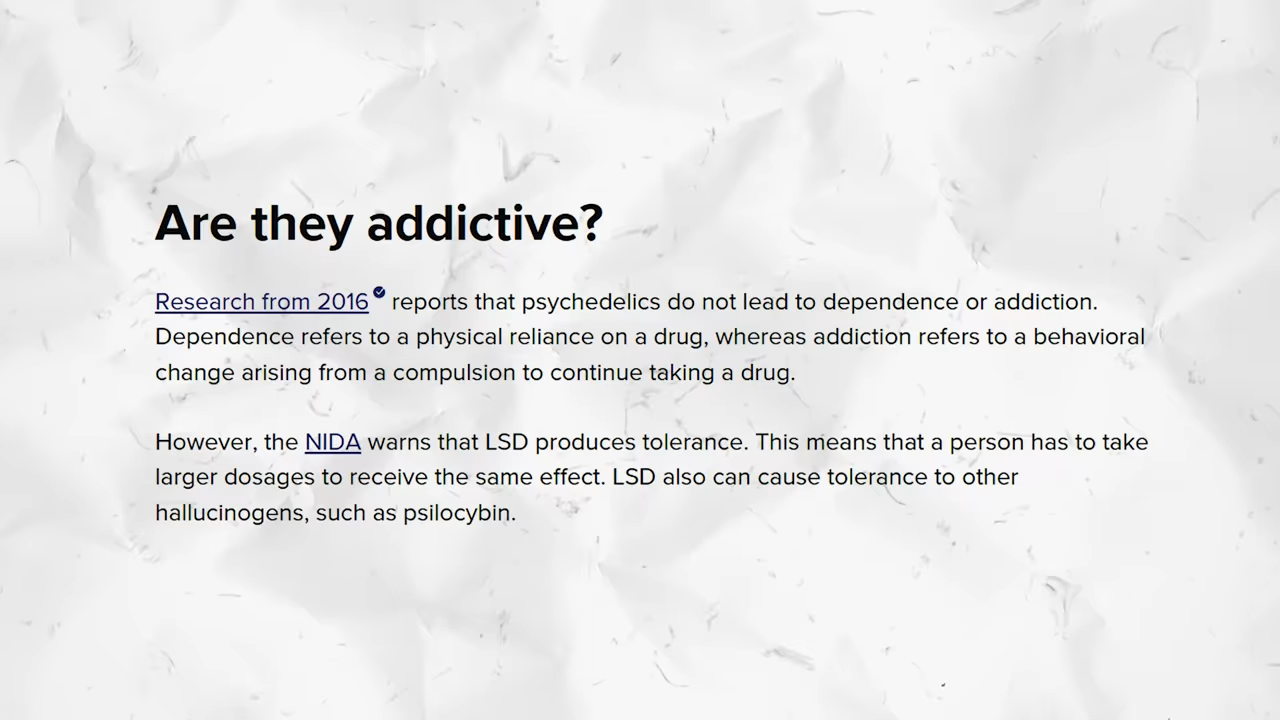 Are they addictive?
Research from 2016 reports that psychedelics do not lead to dependence or addiction.
Dependence refers to a physical reliance on a drug, whereas addiction refers to a behavioral
change arising from a compulsion to continue taking a drug.
However, the NIDA warns that LSD produces tolerance. This means that a person has to take
larger dosages to receive the same effect. LSD also can cause tolerance to other
hallucinogens, such as psilocybin.